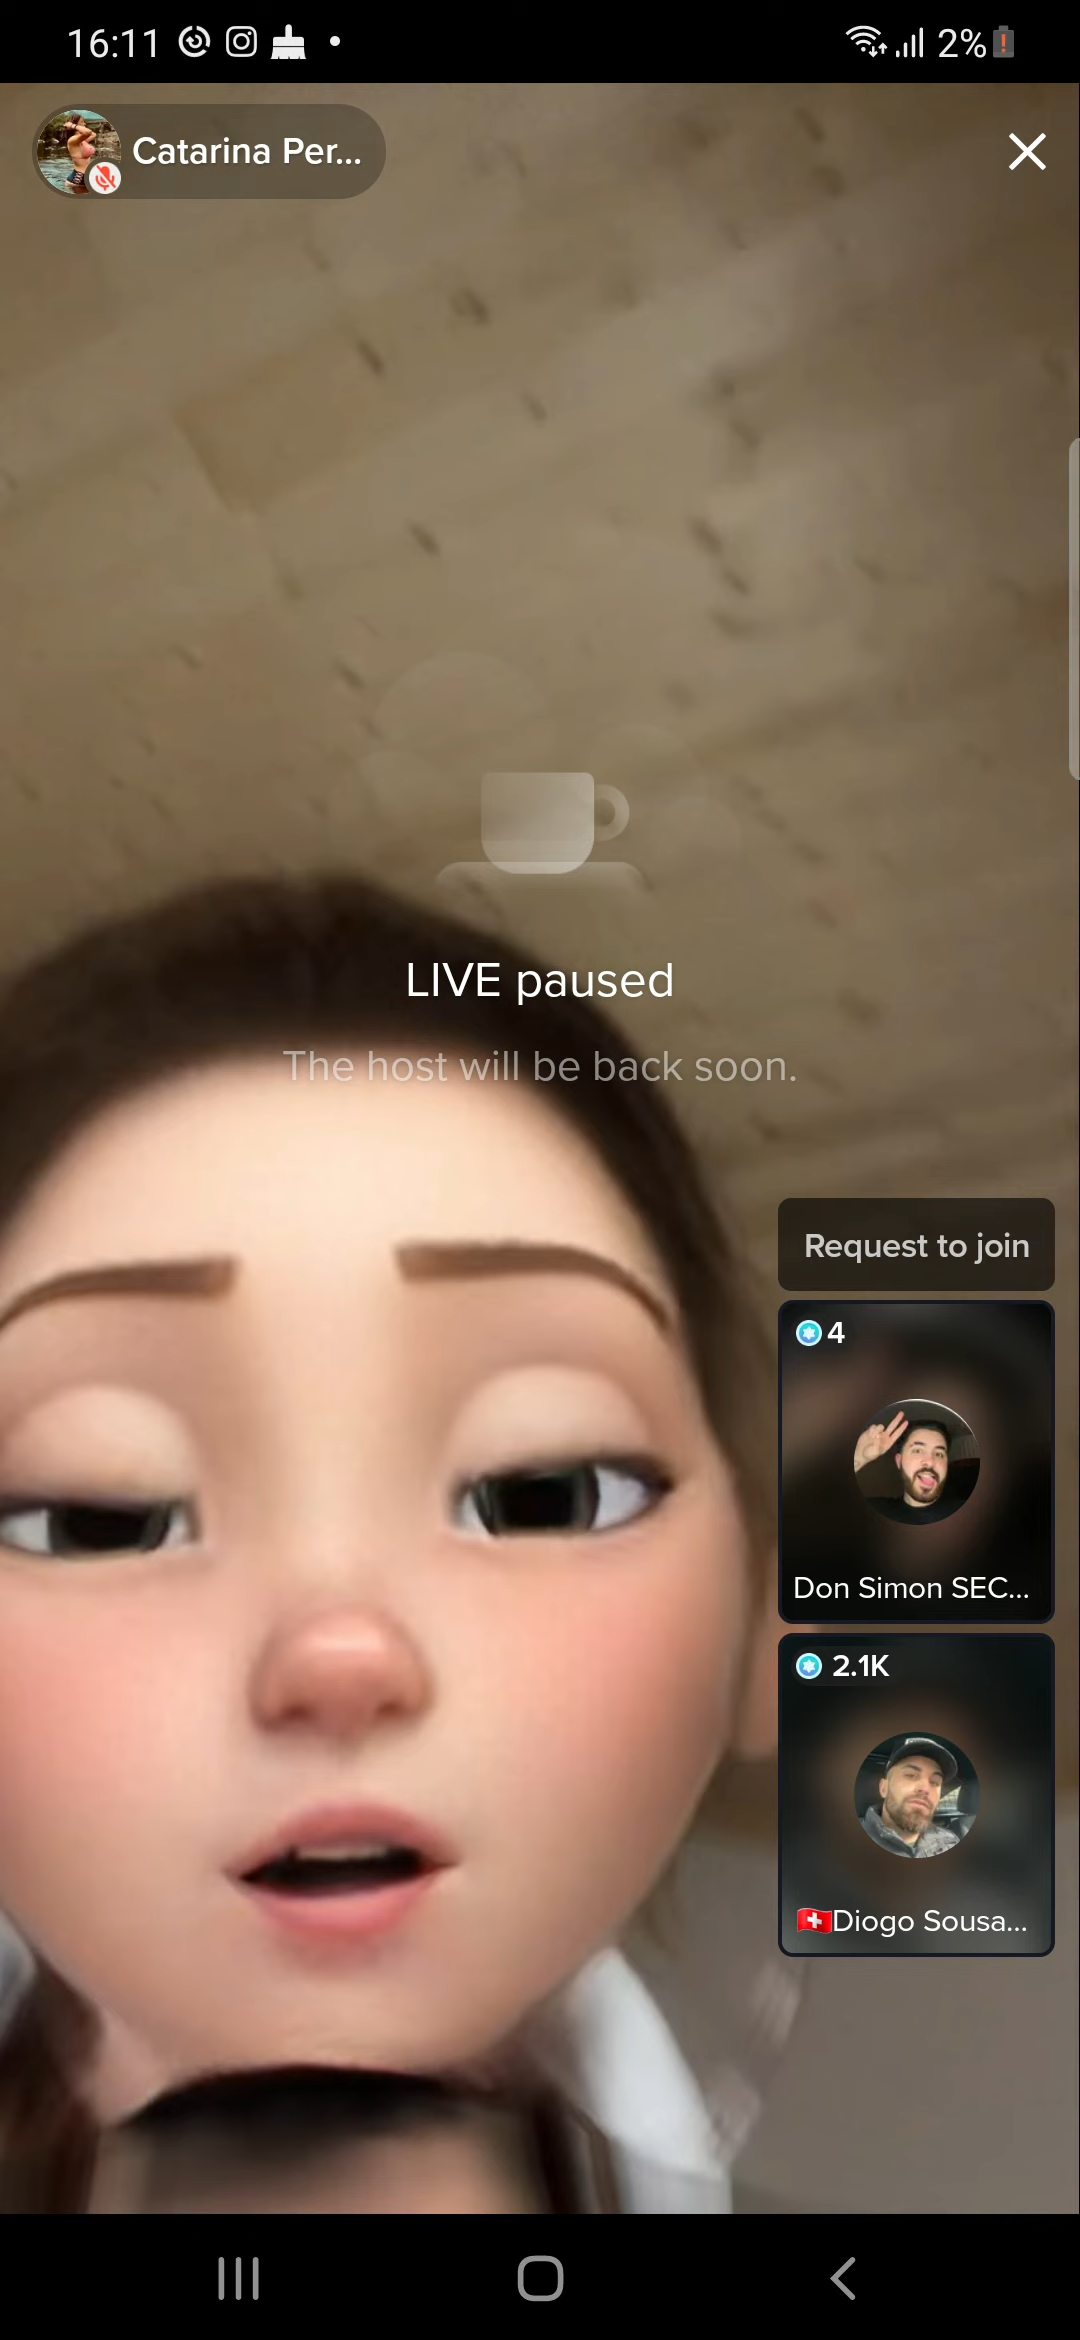 16:11
2%
Catarina Per...
LIVE paused
The host will be back soon.
Request to join
4
Don Simon SEC...
2.1K
🇨🇭Diogo Sousa...